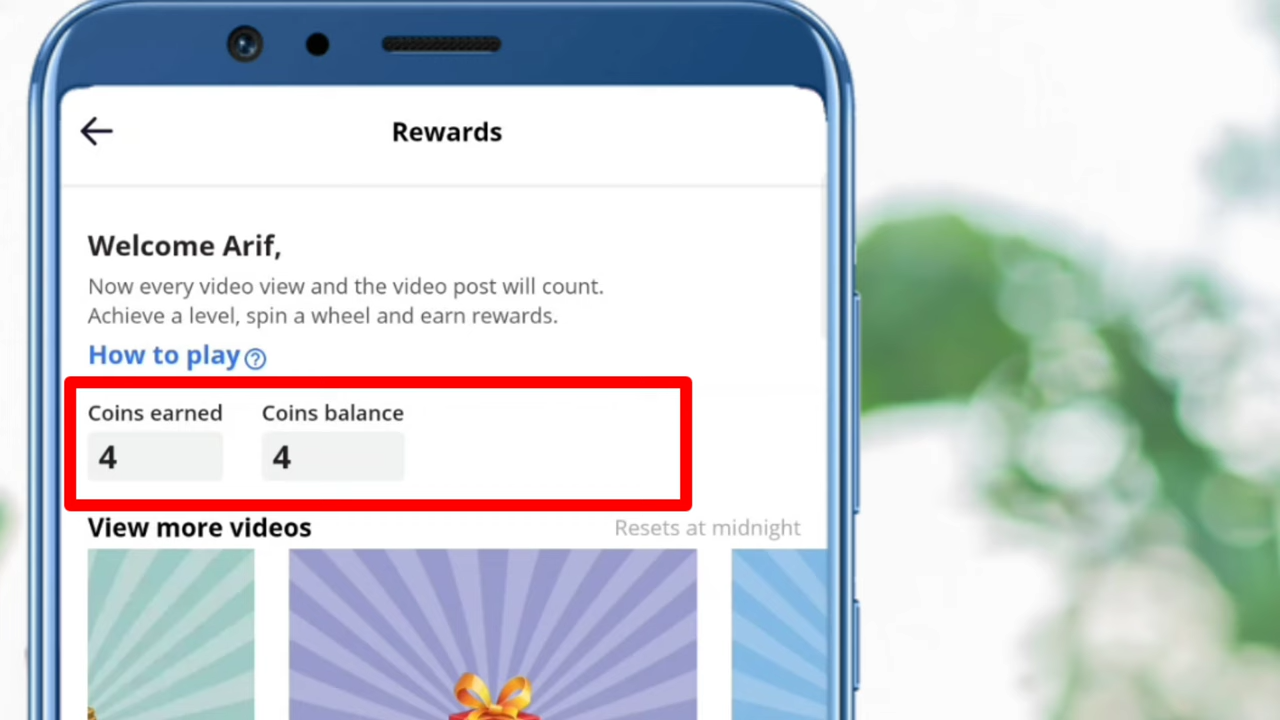 Rewards
Welcome Arif,
Now every video view and the video post will count.
Achieve a level, spin a wheel and earn rewards.
How to play ?
Coins earned Coins balance
4 4
View more videos Resets at midnight